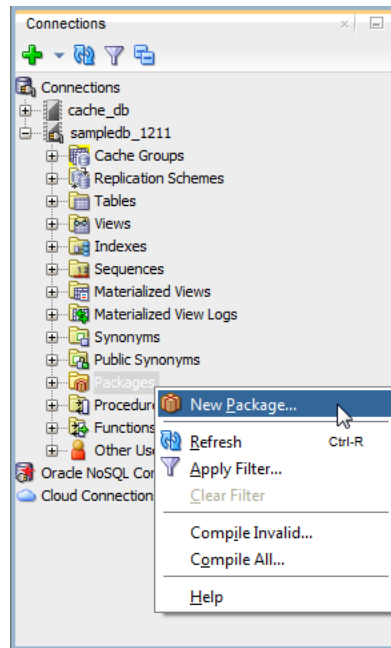 Connections
Connections
cache_db
sampledb_1211
Cache Groups
Replication Schemes
Tables
Views
Indexes
Sequences
Materialized Views
Materialized View Logs
Synonyms
Public Synonyms
Packages
Procedure
New Package...
Functions
Refresh Ctrl-R
Other Us
Apply Filter...
Oracle NoSQL Cor
Clear Filter
Cloud Connection
Compile Invalid...
Compile All...
Help